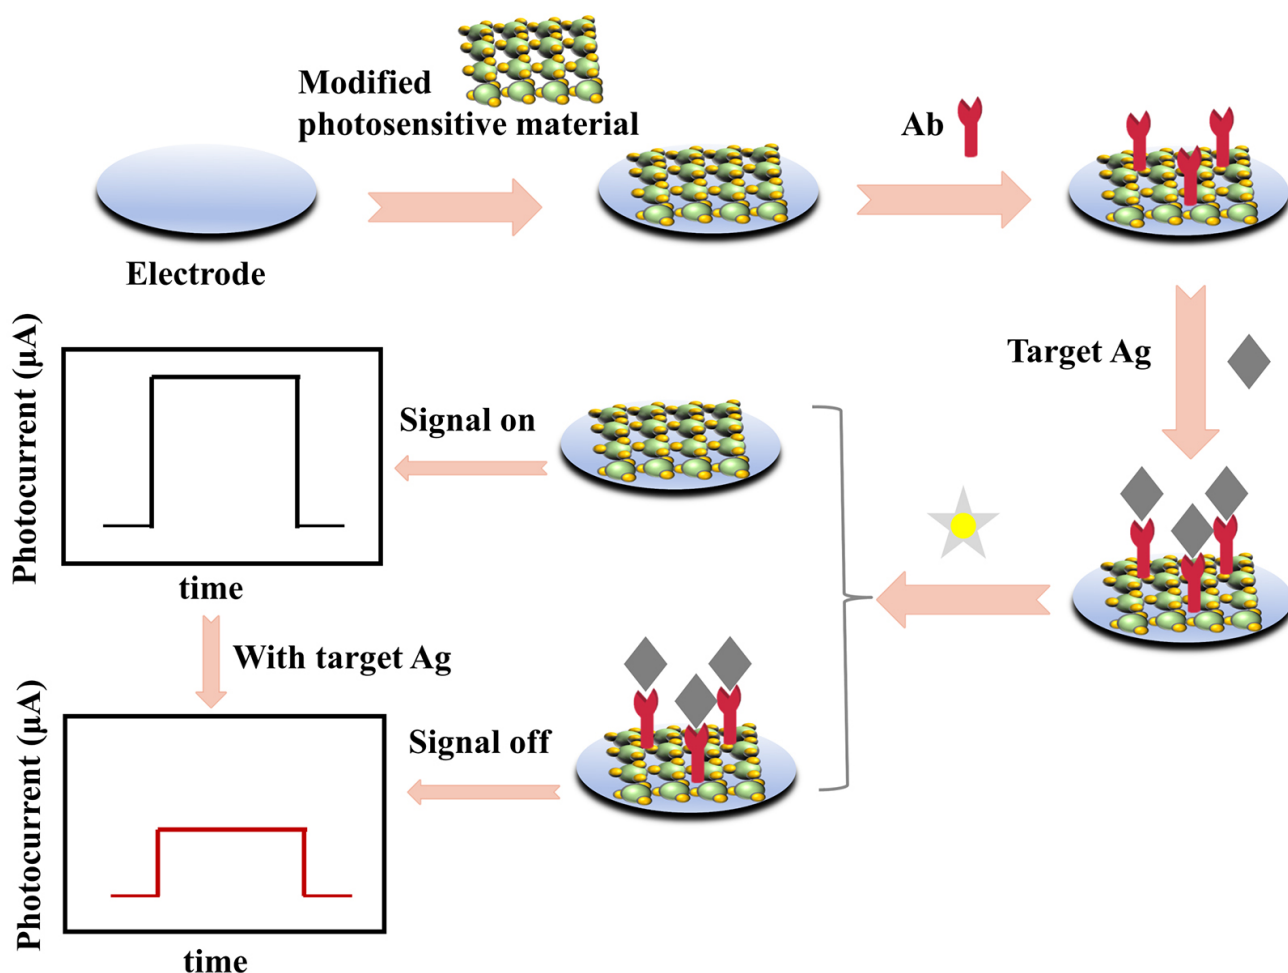 Modified
photosensitive material
Ab
Electrode
Target Ag
Photocurrent (μA)
Signal on
time
With target Ag
Photocurrent (μA)
Signal off
time